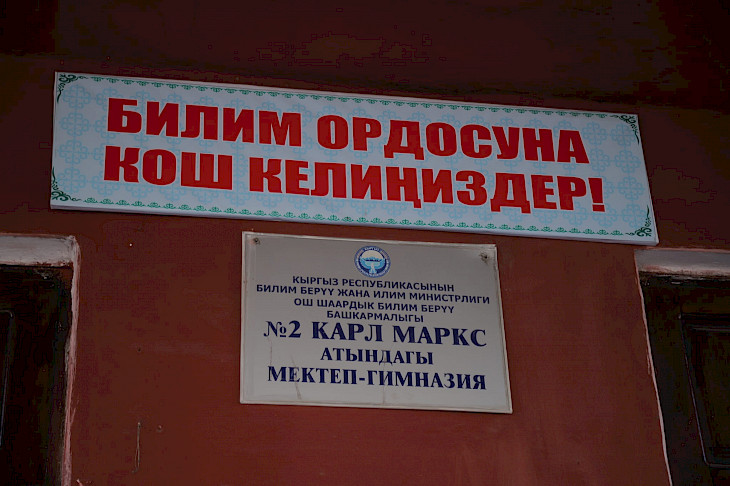 БИЛИМ ОРДОСУНА
КОШ КЕЛИҢИЗДЕР!
КЫРГЫЗ РЕСПУБЛИКАСЫНЫН
БИЛИМ БЕРҮҮ ЖАНА ИЛИМ МИНИСТРЛИГИ
ОШ ШААРДЫК БИЛИМ БЕРҮҮ
БАШКАРМАЛЫГЫ
№2 КАРЛ МАРКС
АТЫНДАГЫ
МЕКТЕП-ГИМНАЗИЯ